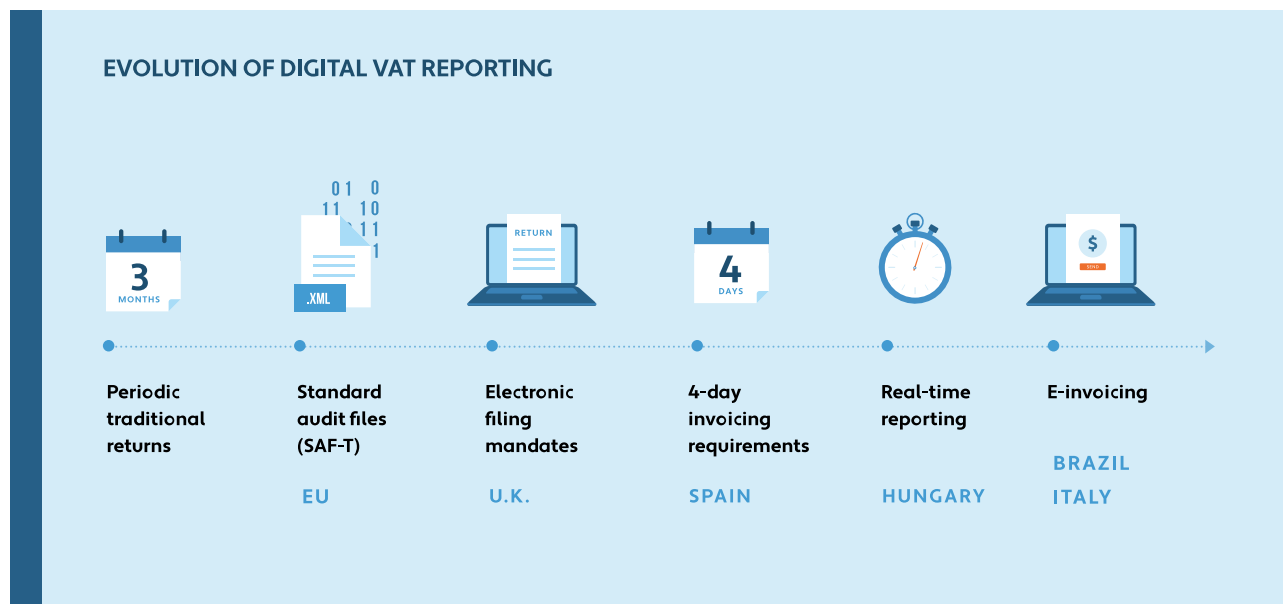 EVOLUTION OF DIGITAL VAT REPORTING
01 0
11 10
11
1
3
MONTHS
.XML
RETURN
4
DAYS
$
SEND
Periodic
traditional
returns
Standard
audit files
(SAF-T)
EU
Electronic
filing
mandates
U.K.
4-day
invoicing
requirements
SPAIN
Real-time
reporting
HUNGARY
E-invoicing
BRAZIL
ITALY